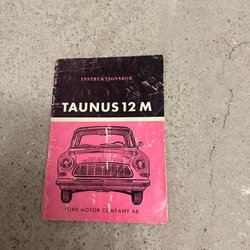 INSTRUKTIONSBOK
TAUNUS 12 M
FORD MOTOR COMPANY AB